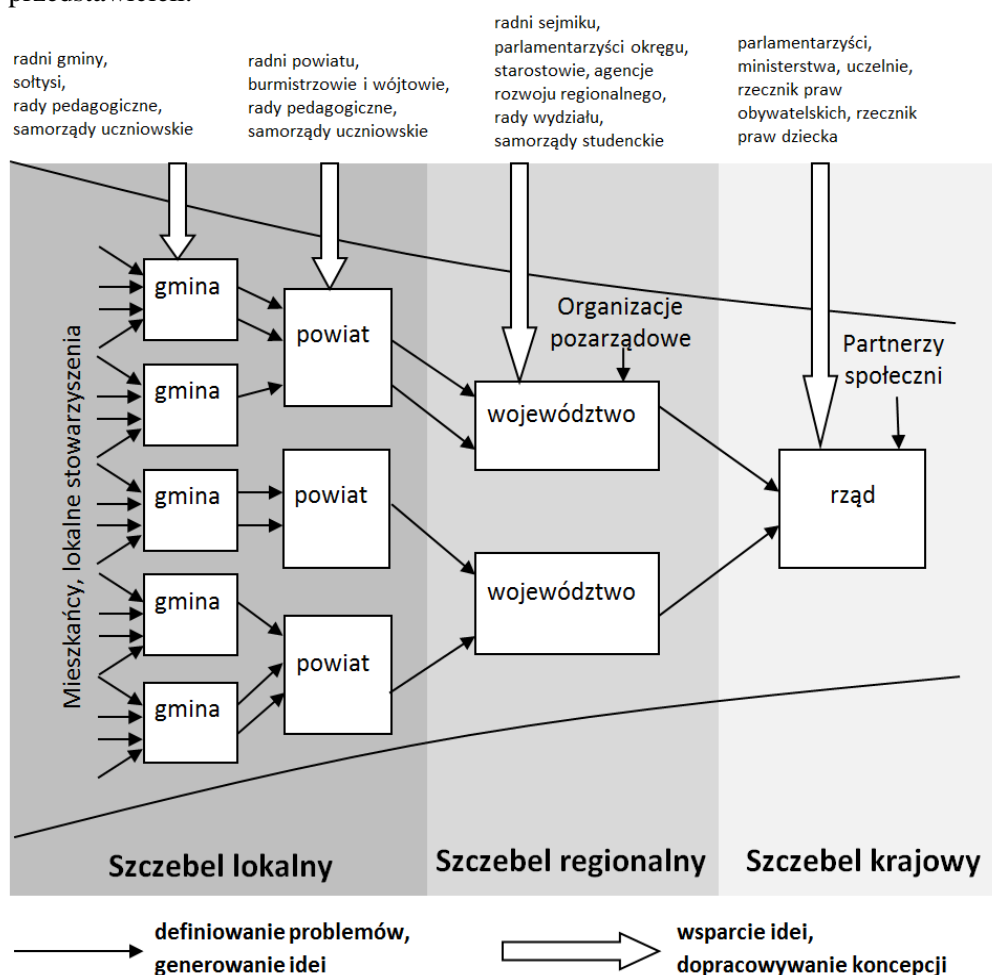 przedstawicieli.
radni gminy,
sołtysi,
rady pedagogiczne,
samorządy uczniowskie
radni powiatu,
burmistrzowie i wójtowie,
rady pedagogiczne,
samorządy uczniowskie
radni sejmiku,
parlamentarzyści okręgu,
starostowie, agencje
rozwoju regionalnego,
rady wydziału,
samorządy studenckie
parlamentarzyści,
ministerstwa, uczelnie,
rzecznik praw
obywatelskich, rzecznik
praw dziecka
Mieszkańcy, lokalne stowarzyszenia
gmina
gmina
gmina
gmina
gmina
powiat
powiat
powiat
Organizacje
pozarządowe
województwo
województwo
Partnerzy
społeczni
rząd
Szczebel lokalny
Szczebel regionalny
Szczebel krajowy
definiowanie problemów,
generowanie idei
wsparcie idei,
dopracowywanie koncepcji